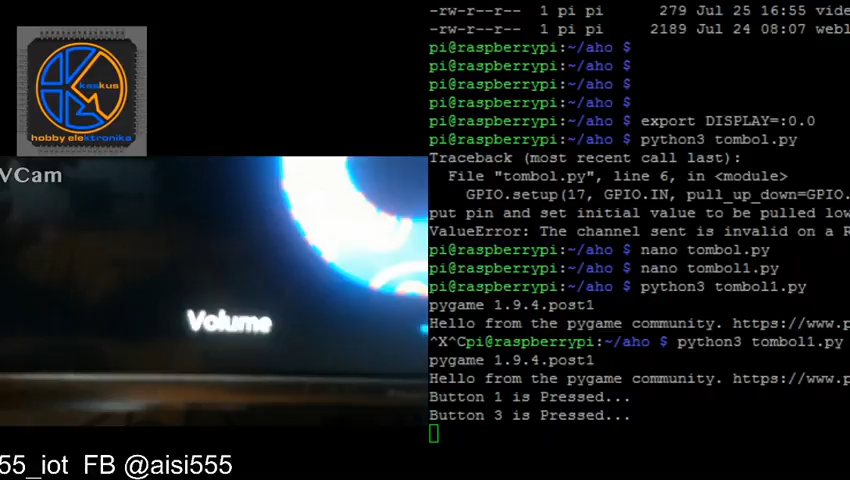 kaskus
hobby elektronika
VCam
Volume
55_iot FB @aisi555
-rw-r--r-- 1 pi pi 279 Jul 25 16:55 vide
-rw-r--r-- 1 pi pi 2189 Jul 24 08:07 webl
pi@raspberrypi:~/aho $
pi@raspberrypi:~/aho $
pi@raspberrypi:~/aho $
pi@raspberrypi:~/aho $
pi@raspberrypi:~/aho $ export DISPLAY=:0.0
pi@raspberrypi:~/aho $ python3 tombol.py
Traceback (most recent call last):
File "tombol.py", line 6, in <module>
GPIO.setup(17, GPIO.IN, pull_up_down=GPIO.
put pin and set initial value to be pulled low
ValueError: The channel sent is invalid on a R
pi@raspberrypi:~/aho $ nano tombol.py
pi@raspberrypi:~/aho $ nano tombol1.py
pi@raspberrypi:~/aho $ python3 tombol1.py
pygame 1.9.4.post1
Hello from the pygame community. https://www.p
^X^Cpi@raspberrypi:~/aho $ python3 tombol1.py
pygame 1.9.4.post1
Hello from the pygame community. https://www.p
Button 1 is Pressed...
Button 3 is Pressed...